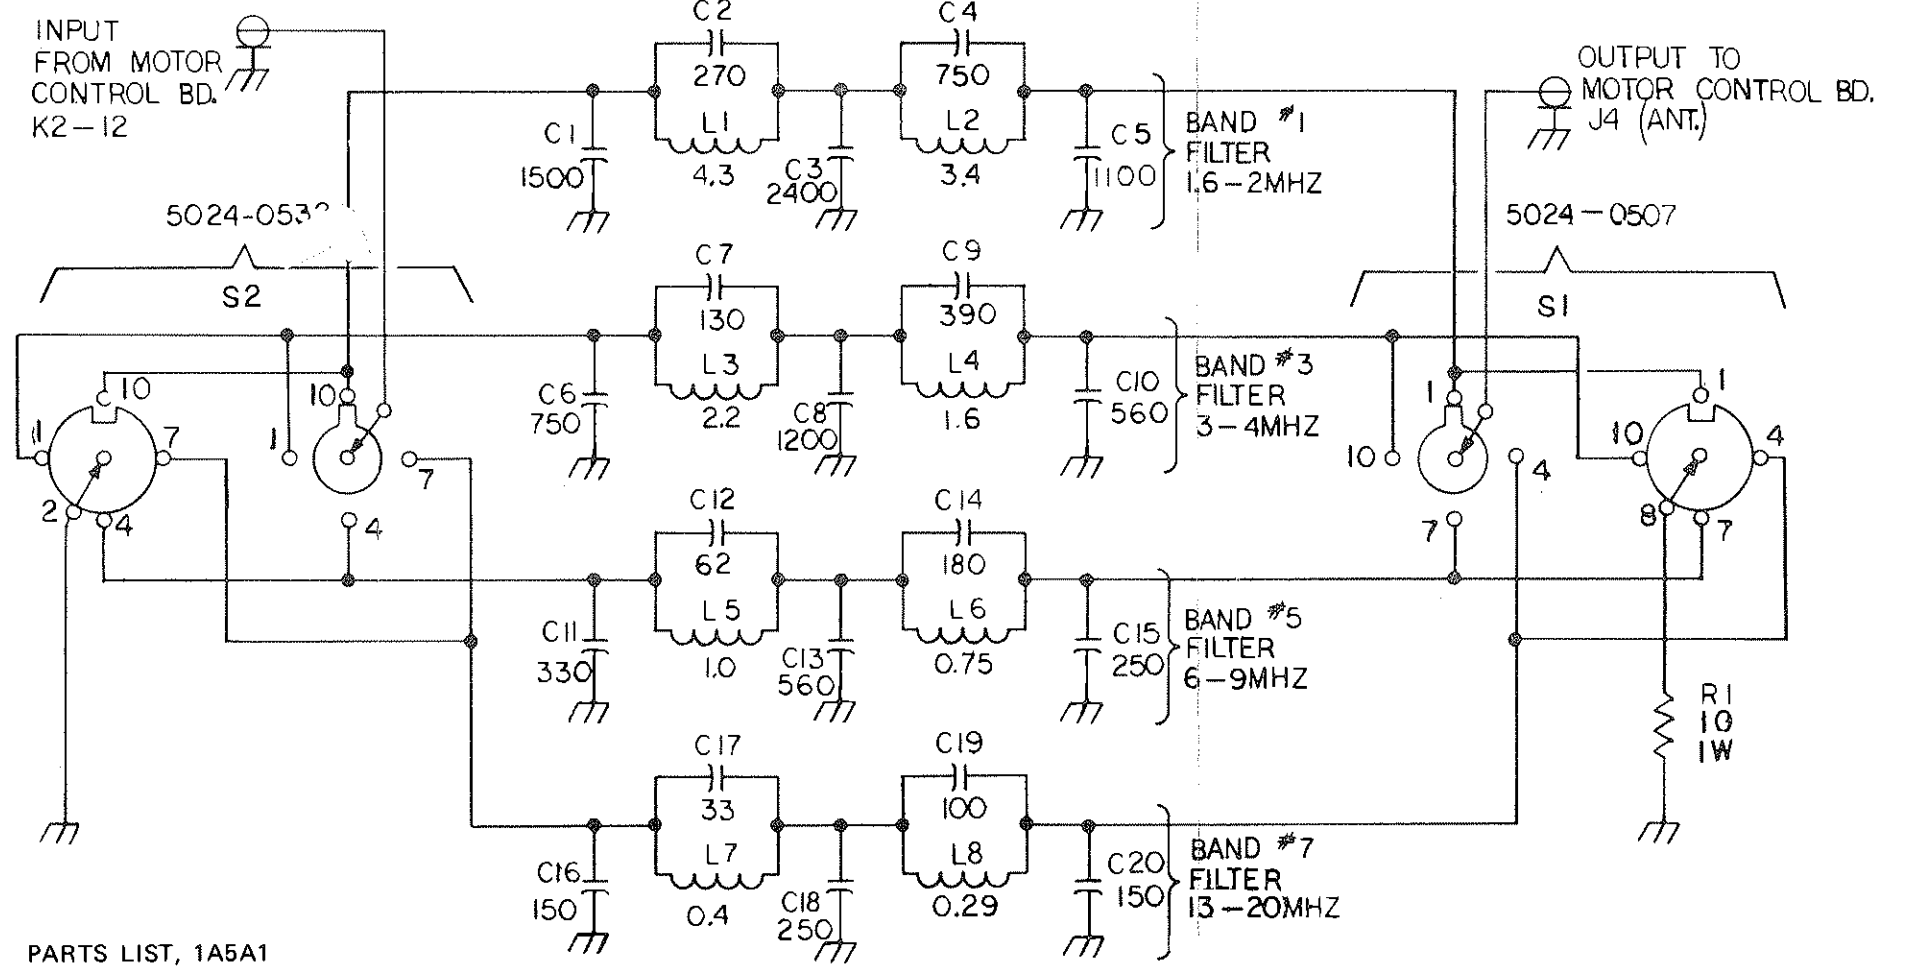 INPUT
FROM MOTOR
CONTROL BD.
K2-12
C2
270
L1
4.3
C4
750
L2
3.4
C1
1500
C3
2400
C5
1100
BAND #1
FILTER
1.6-2MHZ
OUTPUT TO
MOTOR CONTROL BD.
J4 (ANT.)
S2
5024-0507
S1
C7
130
L3
2.2
C9
390
L4
1.6
C6
750
C8
1200
C10
560
BAND #3
FILTER
3-4MHZ
10
1
7
2
4
10
1
7
4
1
10
4
7
1
10
4
8
7
C12
62
L5
1.0
C14
180
L6
0.75
C11
330
C13
560
C15
250
BAND #5
FILTER
6-9MHZ
R1
10
1W
C17
33
L7
0.4
C19
100
L8
0.29
C16
150
C18
250
C20
150
BAND #7
FILTER
13-20MHZ
PARTS LIST, 1A5A1